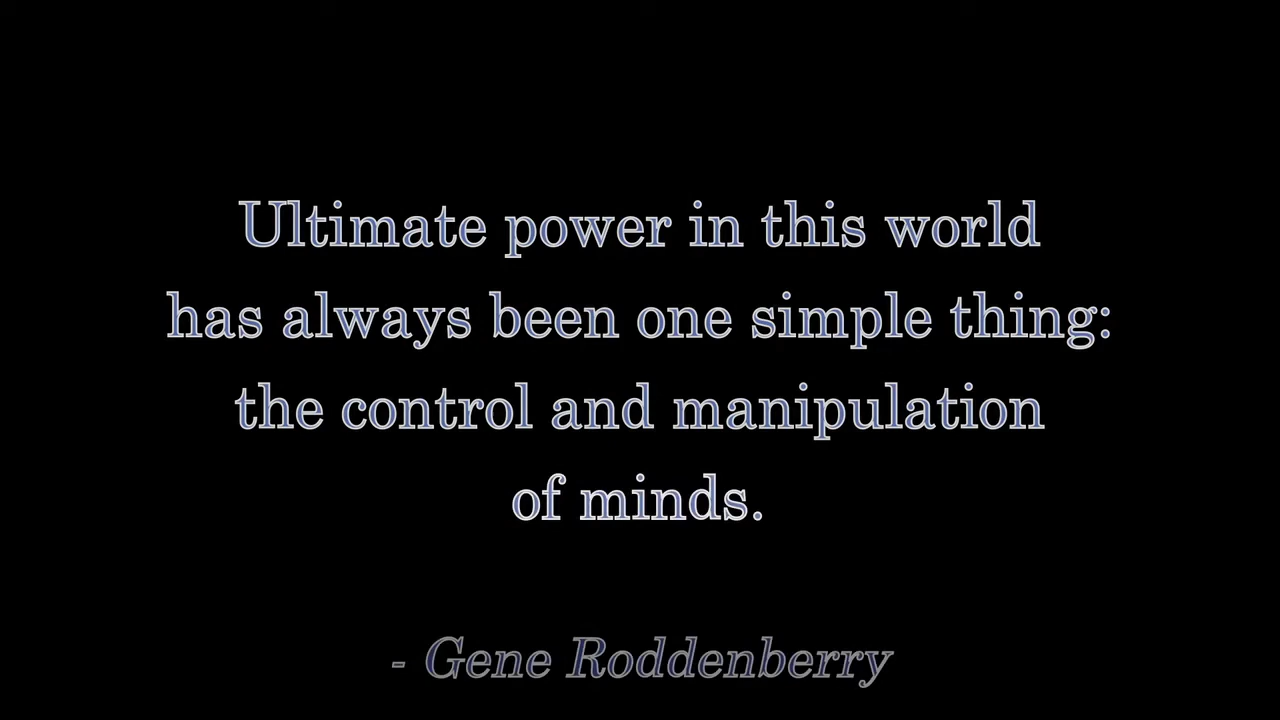 Ultimate power in this world
has always been one simple thing:
the control and manipulation
of minds.
- Gene Roddenberry